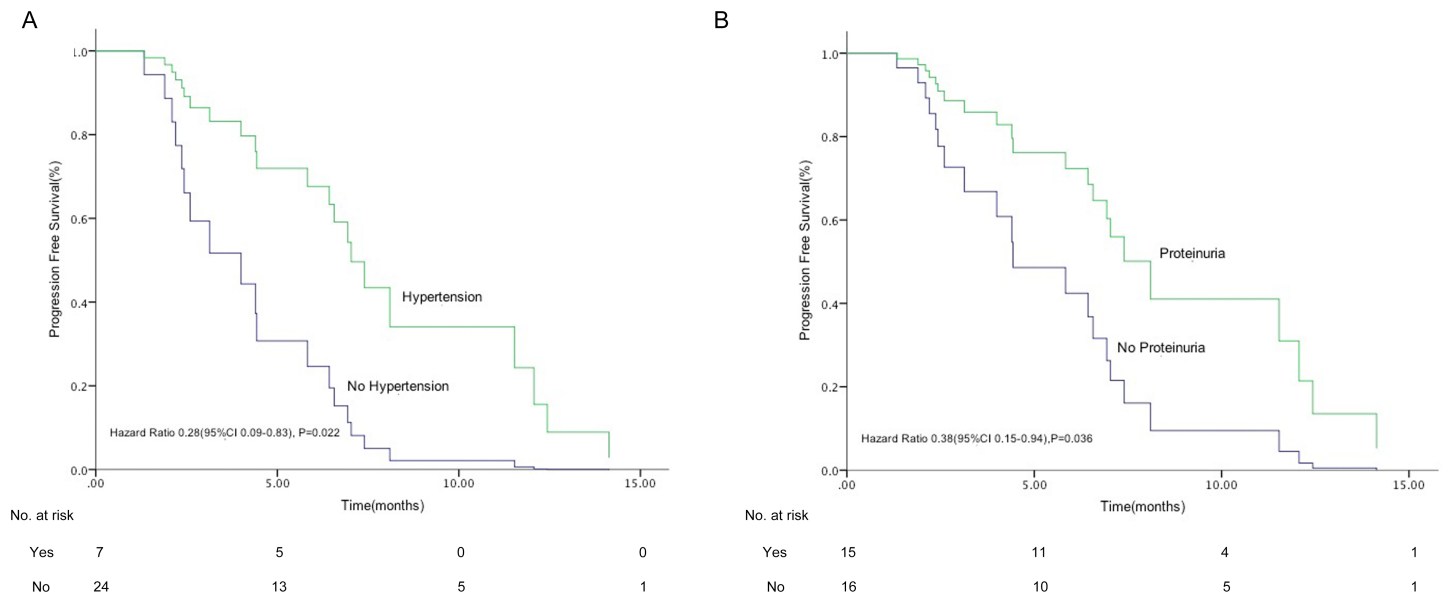 A
1.0
0.8
0.6
0.4
0.2
0.0
Progression Free Survival(%)
Hypertension
No Hypertension
Hazard Ratio 0.28(95%CI 0.09-0.83), P=0.022
.00 5.00 10.00 15.00
Time(months)
No. at risk
Yes 7 5 0 0
No 24 13 5 1
B
1.0
0.8
0.6
0.4
0.2
0.0
Progression Free Survival(%)
Proteinuria
No Proteinuria
Hazard Ratio 0.38(95%CI 0.15-0.94),P=0.036
.00 5.00 10.00 15.00
Time(months)
No. at risk
Yes 15 11 4 1
No 16 10 5 1